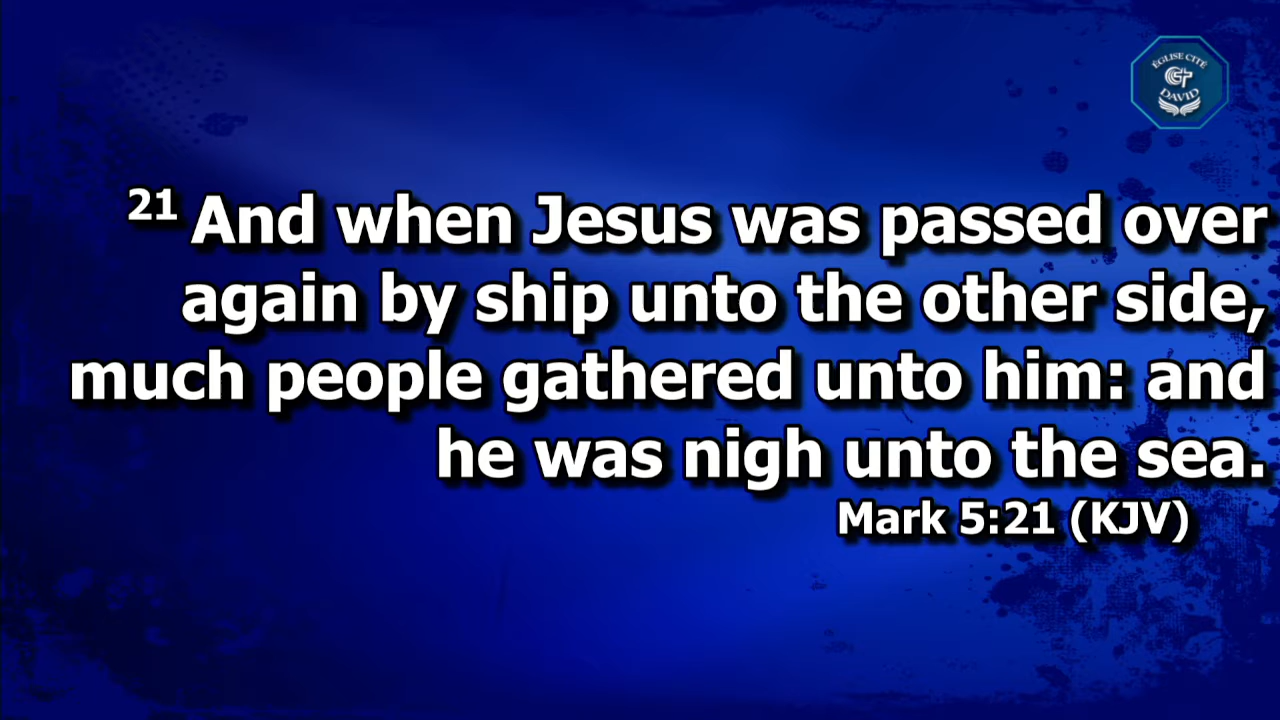 ÉGLISE CITÉ
DAVID
21 And when Jesus was passed over
again by ship unto the other side,
much people gathered unto him: and
he was nigh unto the sea.
Mark 5:21 (KJV)